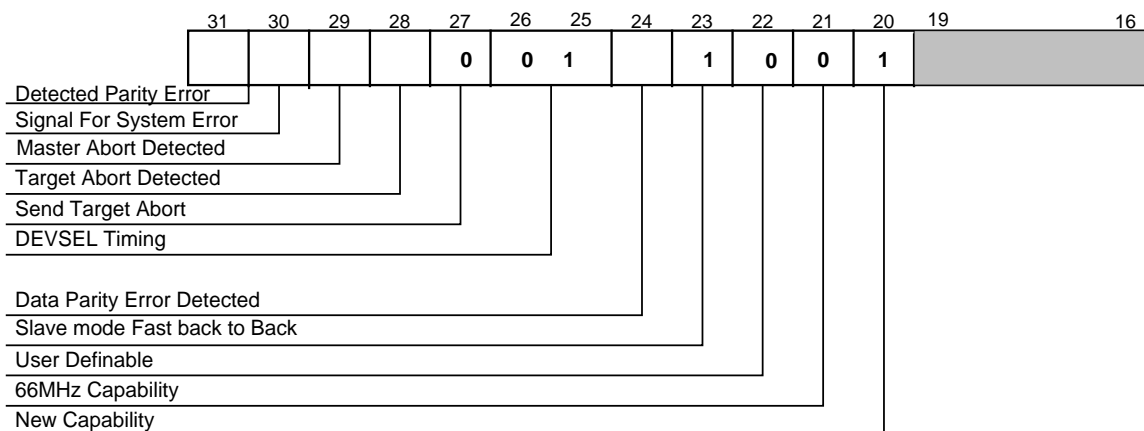 31 30 29 28 27 26 25 24 23 22 21 20 19 16
0 0 1 1 0 0 1
Detected Parity Error
Signal For System Error
Master Abort Detected
Target Abort Detected
Send Target Abort
DEVSEL Timing
Data Parity Error Detected
Slave mode Fast back to Back
User Definable
66MHz Capability
New Capability